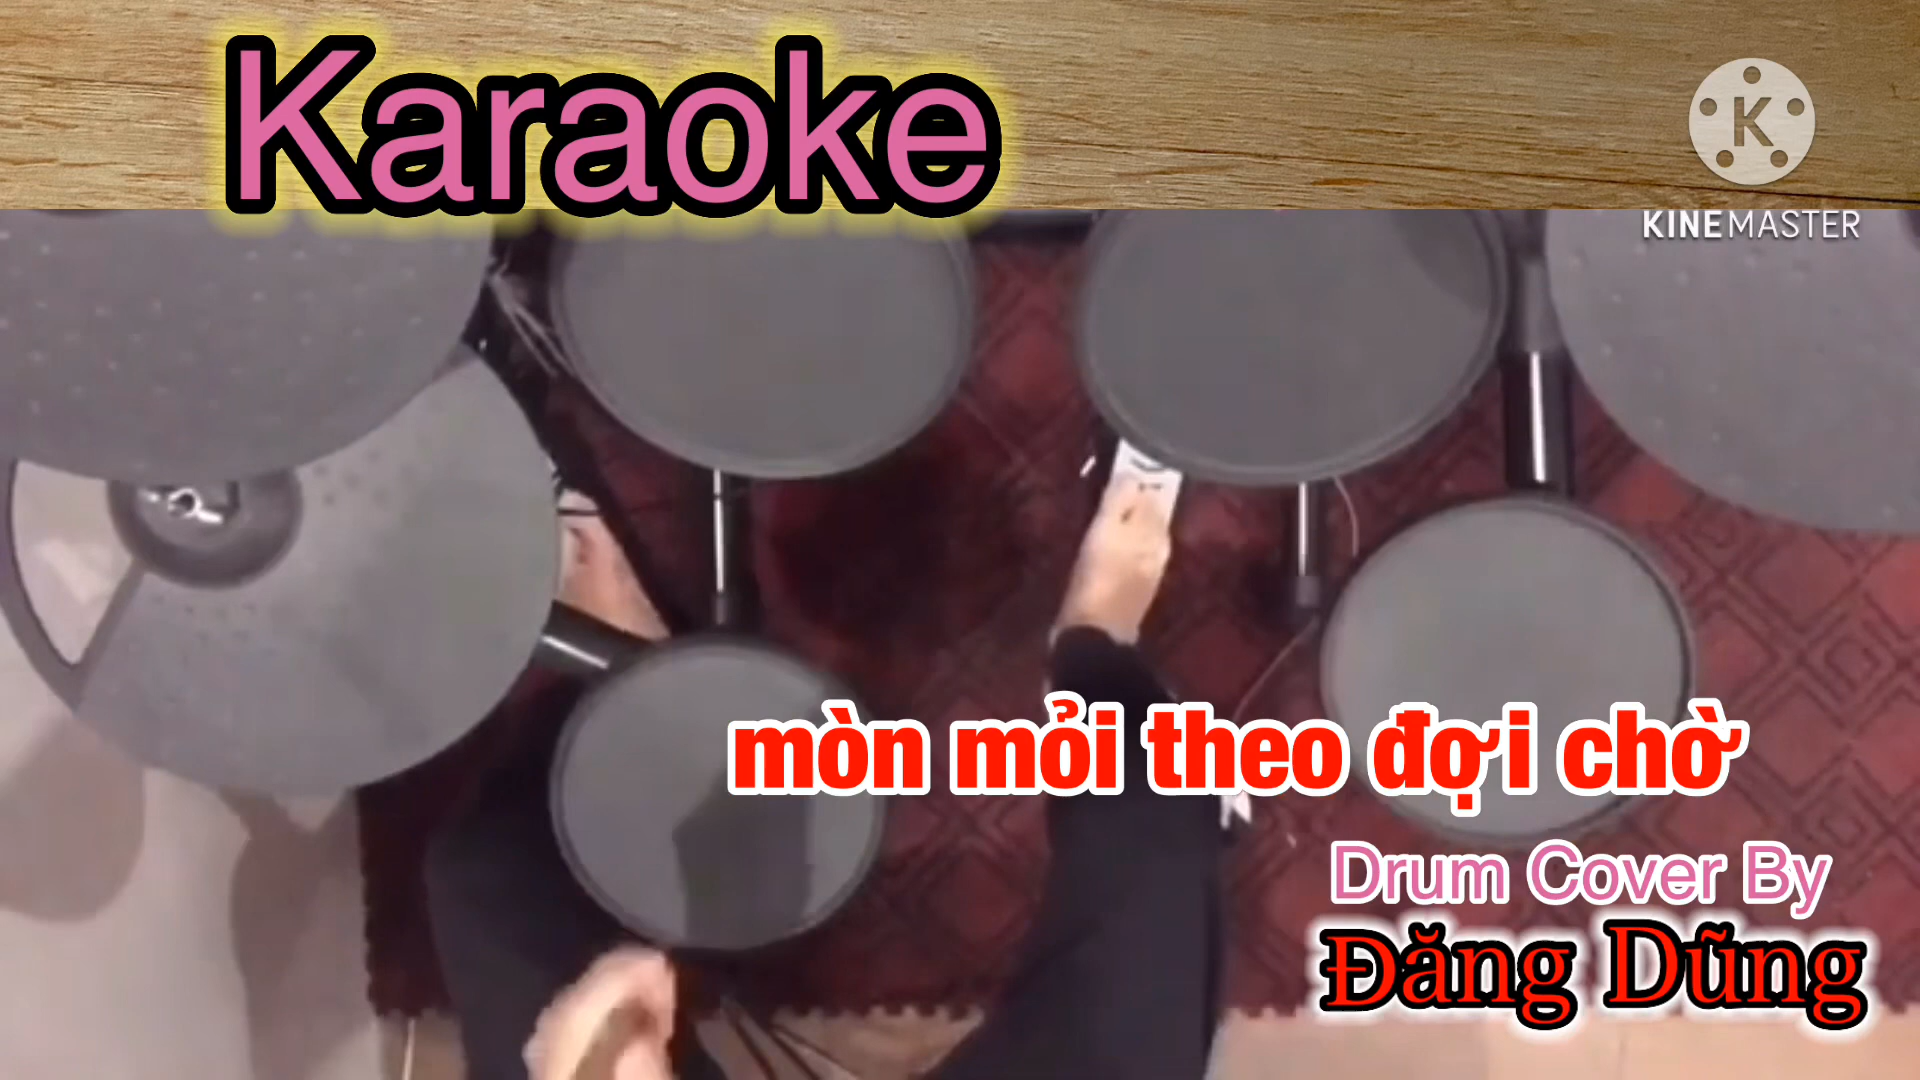 Karaoke
K
KINEMASTER
mòn mỏi theo đợi chờ
Drum Cover By
Đăng Dũng